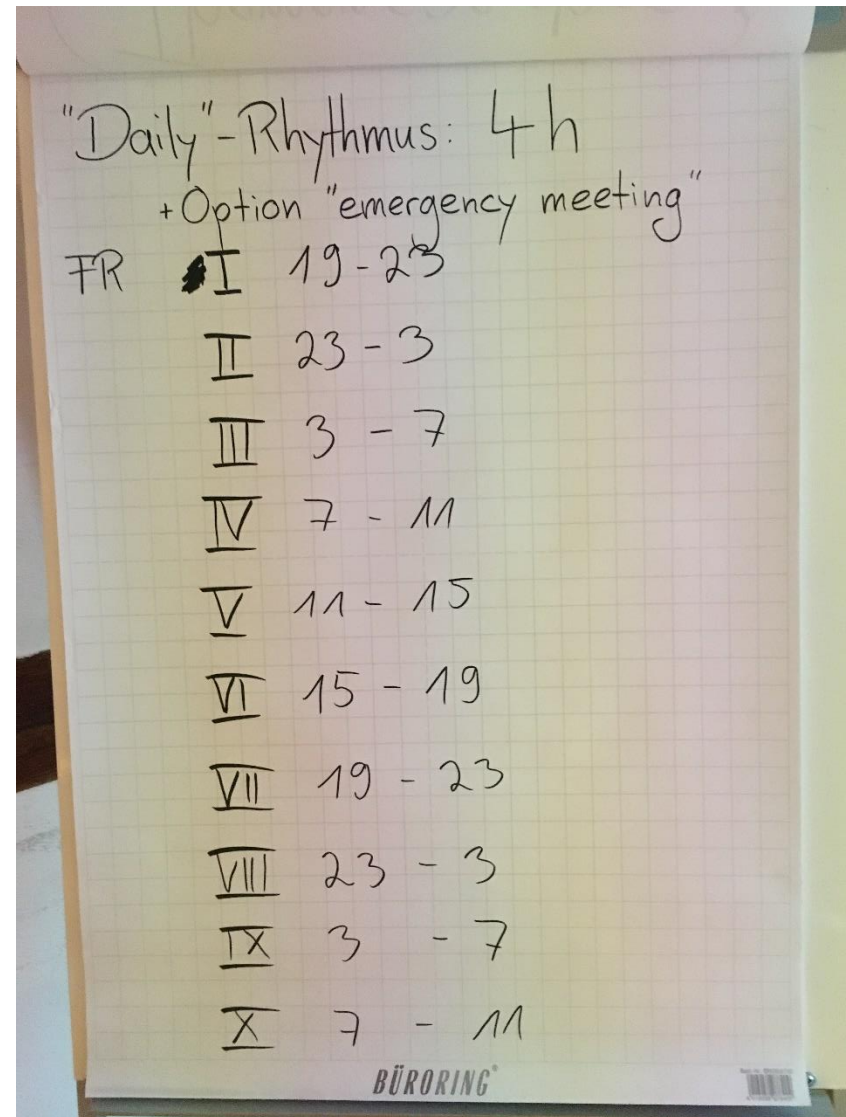 "Daily"-Rhythmus: 4h
+ Option "emergency meeting"
FR I 19-23
II 23 - 3
III 3 - 7
IV 7 - 11
V 11 - 15
VI 15 - 19
VII 19 - 23
VIII 23 - 3
IX 3 - 7
X 7 - 11
BÜRORING